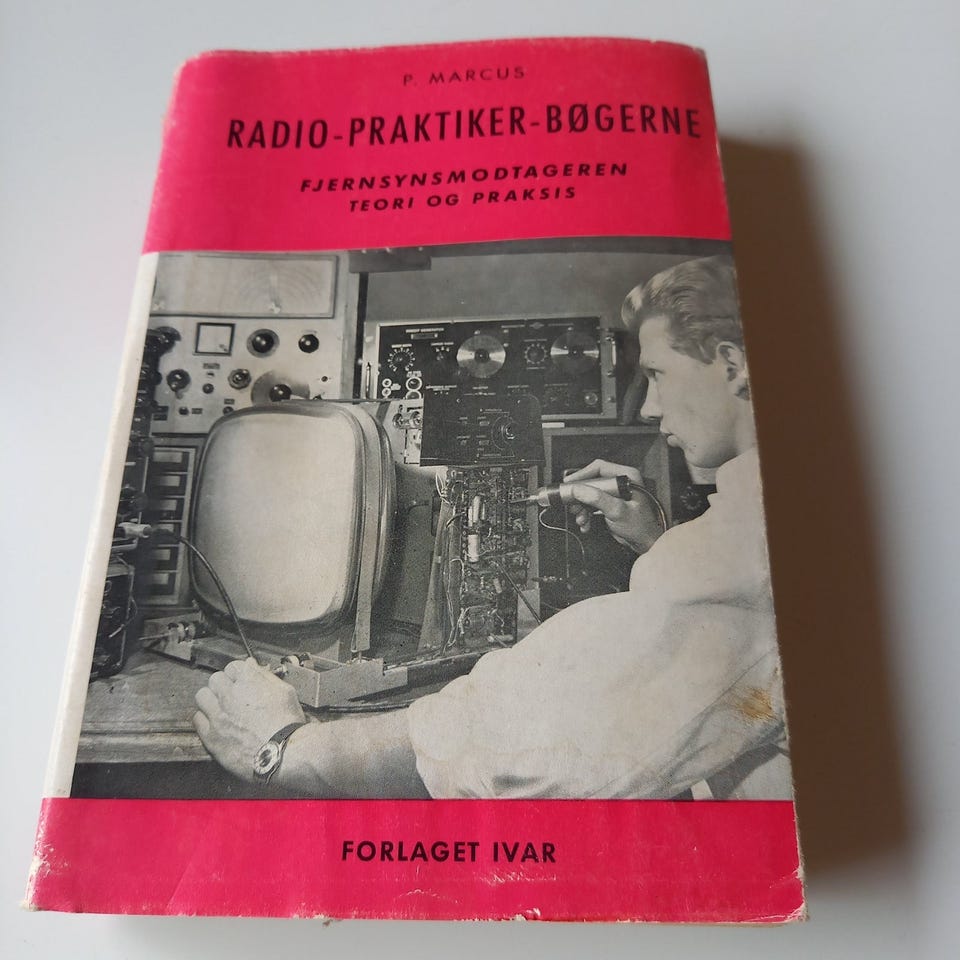 P. MARCUS
RADIO-PRAKTIKER-BØGERNE
FJERNSYNSMODTAGEREN
TEORI OG PRAKSIS
FORLAGET IVAR